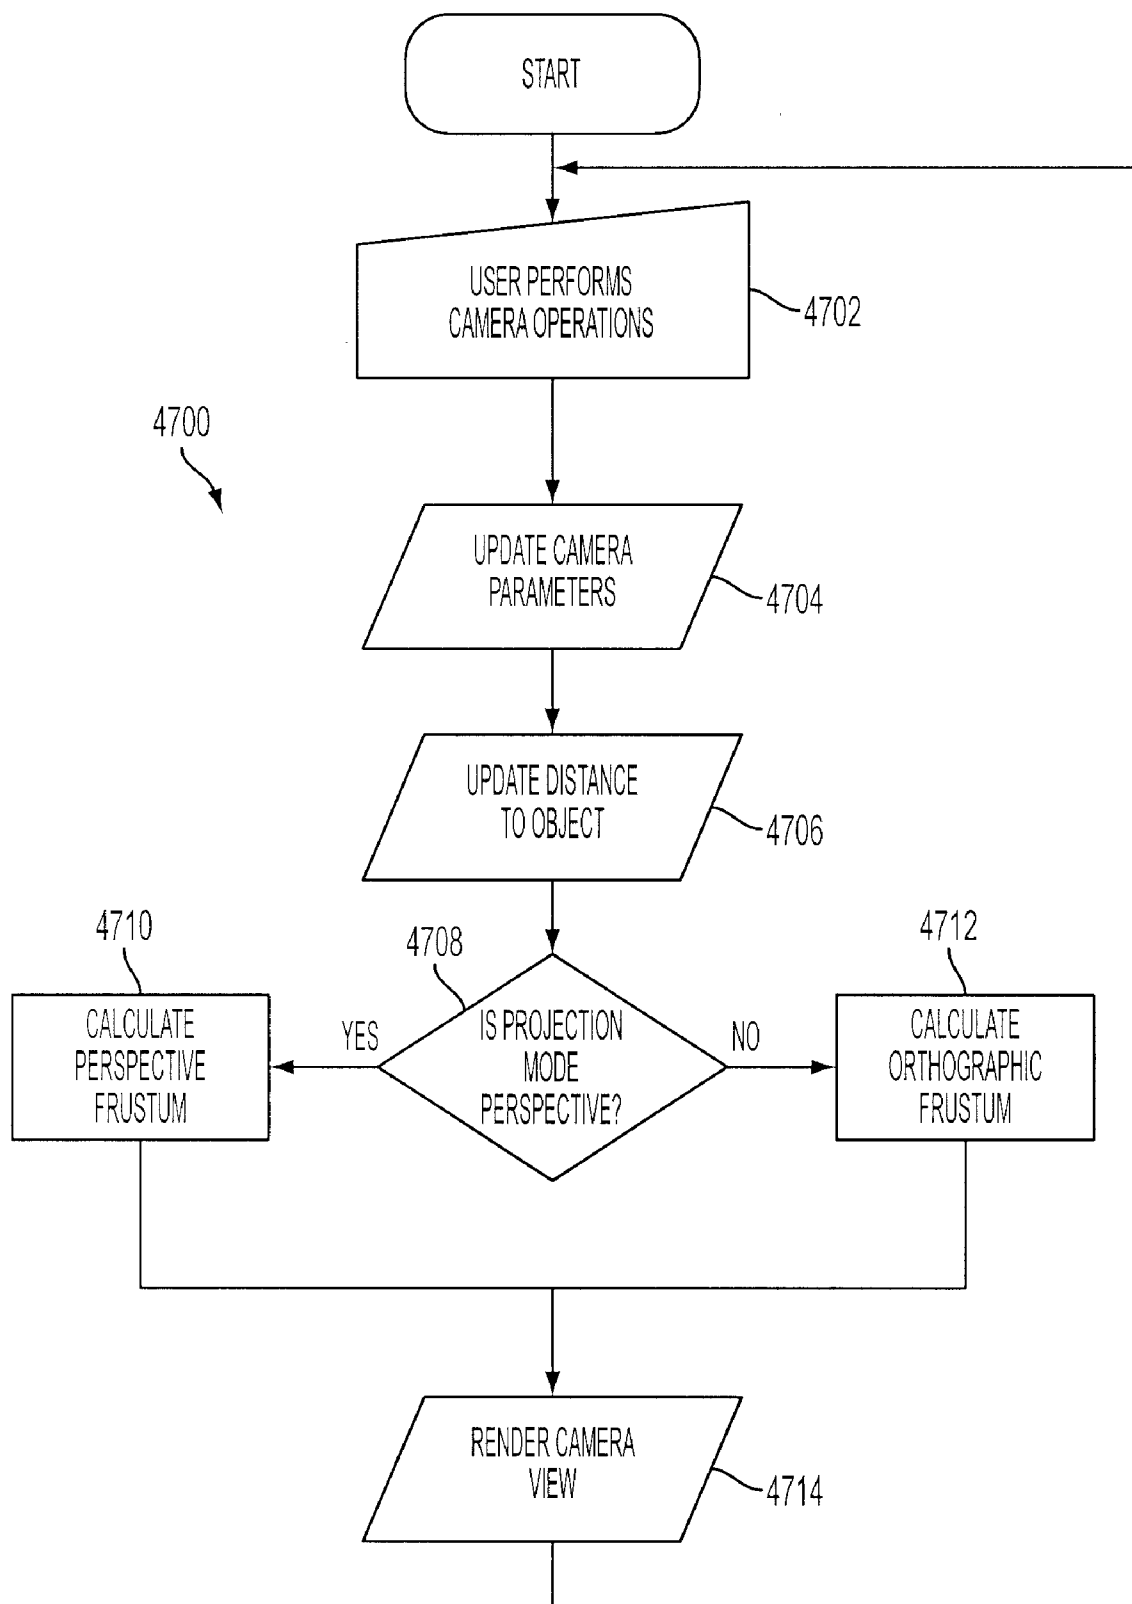 START
USER PERFORMS
CAMERA OPERATIONS
4702
4700
UPDATE CAMERA
PARAMETERS
4704
UPDATE DISTANCE
TO OBJECT
4706
4710
4708
4712
CALCULATE
PERSPECTIVE
FRUSTUM
YES
IS PROJECTION
MODE
PERSPECTIVE?
NO
CALCULATE
ORTHOGRAPHIC
FRUSTUM
RENDER CAMERA
VIEW
4714